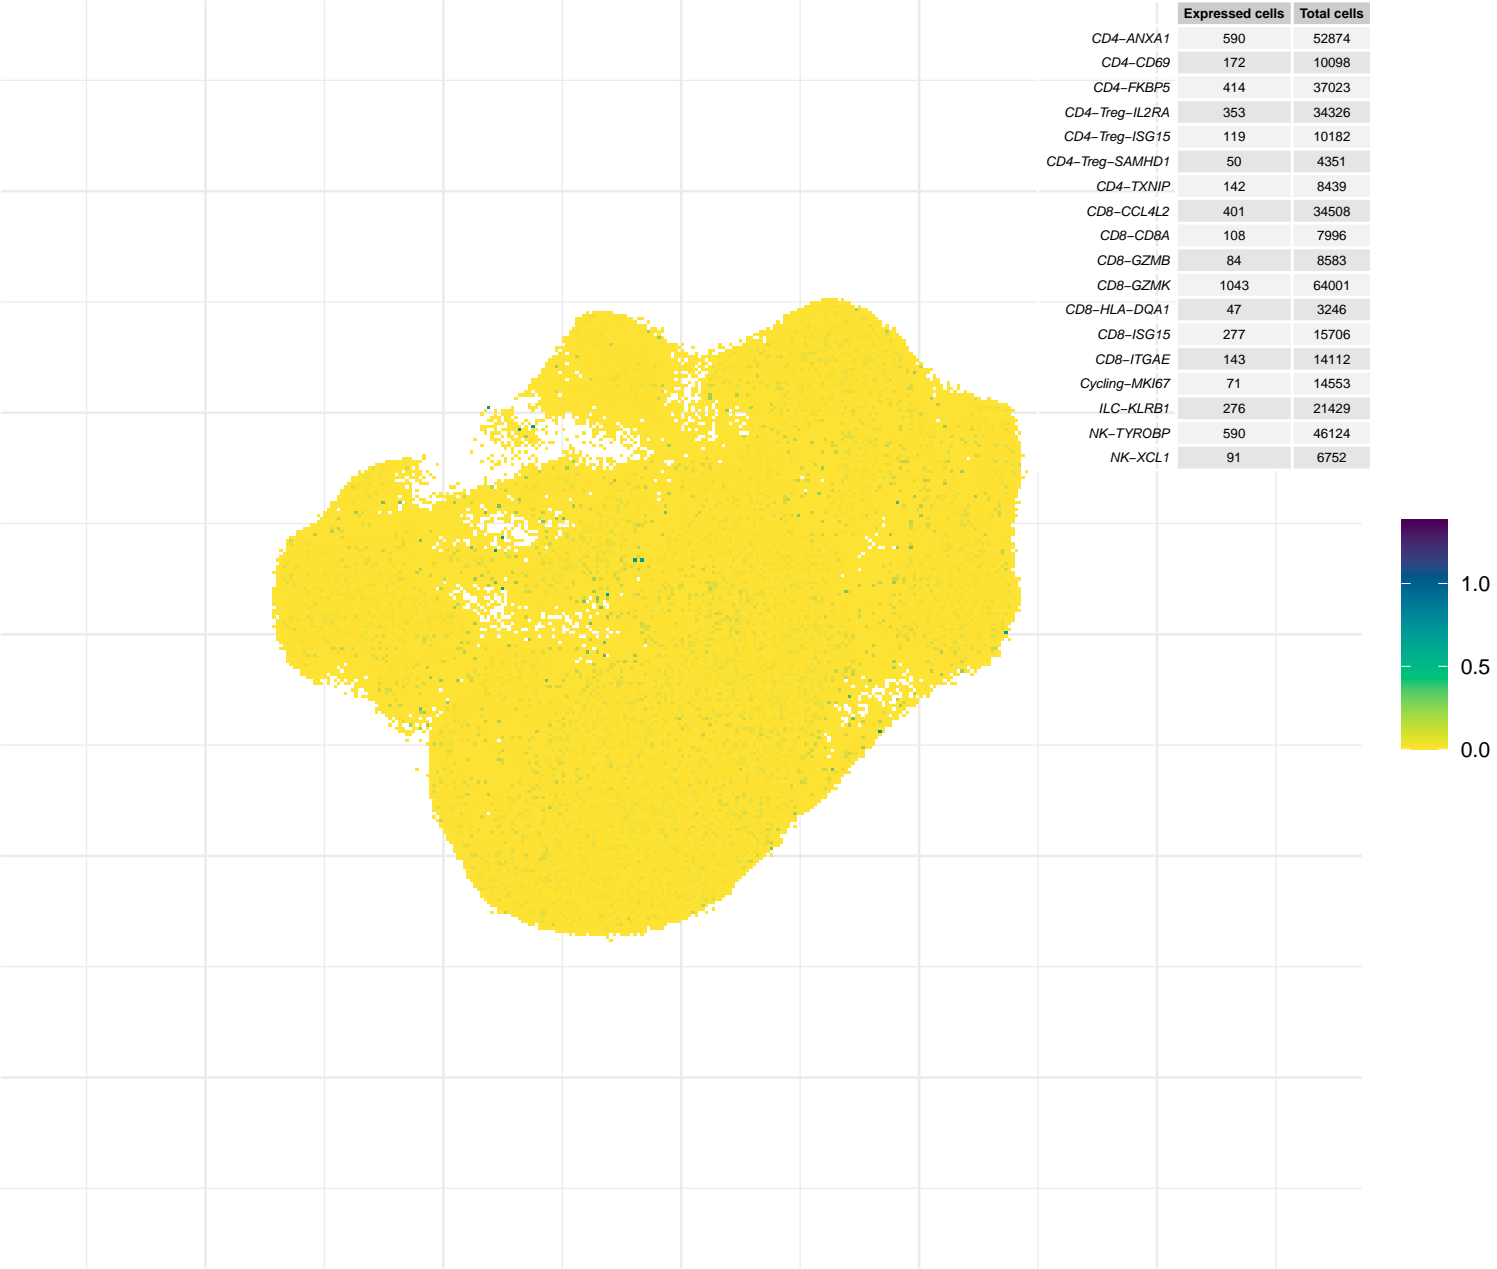 Expressed cells Total cells
CD4−ANXA1 590 52874
CD4−CD69 172 10098
CD4−FKBP5 414 37023
CD4−Treg−IL2RA 353 34326
CD4−Treg−ISG15 119 10182
CD4−Treg−SAMHD1 50 4351
CD4−TXNIP 142 8439
CD8−CCL4L2 401 34508
CD8−CD8A 108 7996
CD8−GZMB 84 8583
CD8−GZMK 1043 64001
CD8−HLA−DQA1 47 3246
CD8−ISG15 277 15706
CD8−ITGAE 143 14112
Cycling−MKI67 71 14553
ILC−KLRB1 276 21429
NK−TYROBP 590 46124
NK−XCL1 91 6752
1.0
0.5
0.0